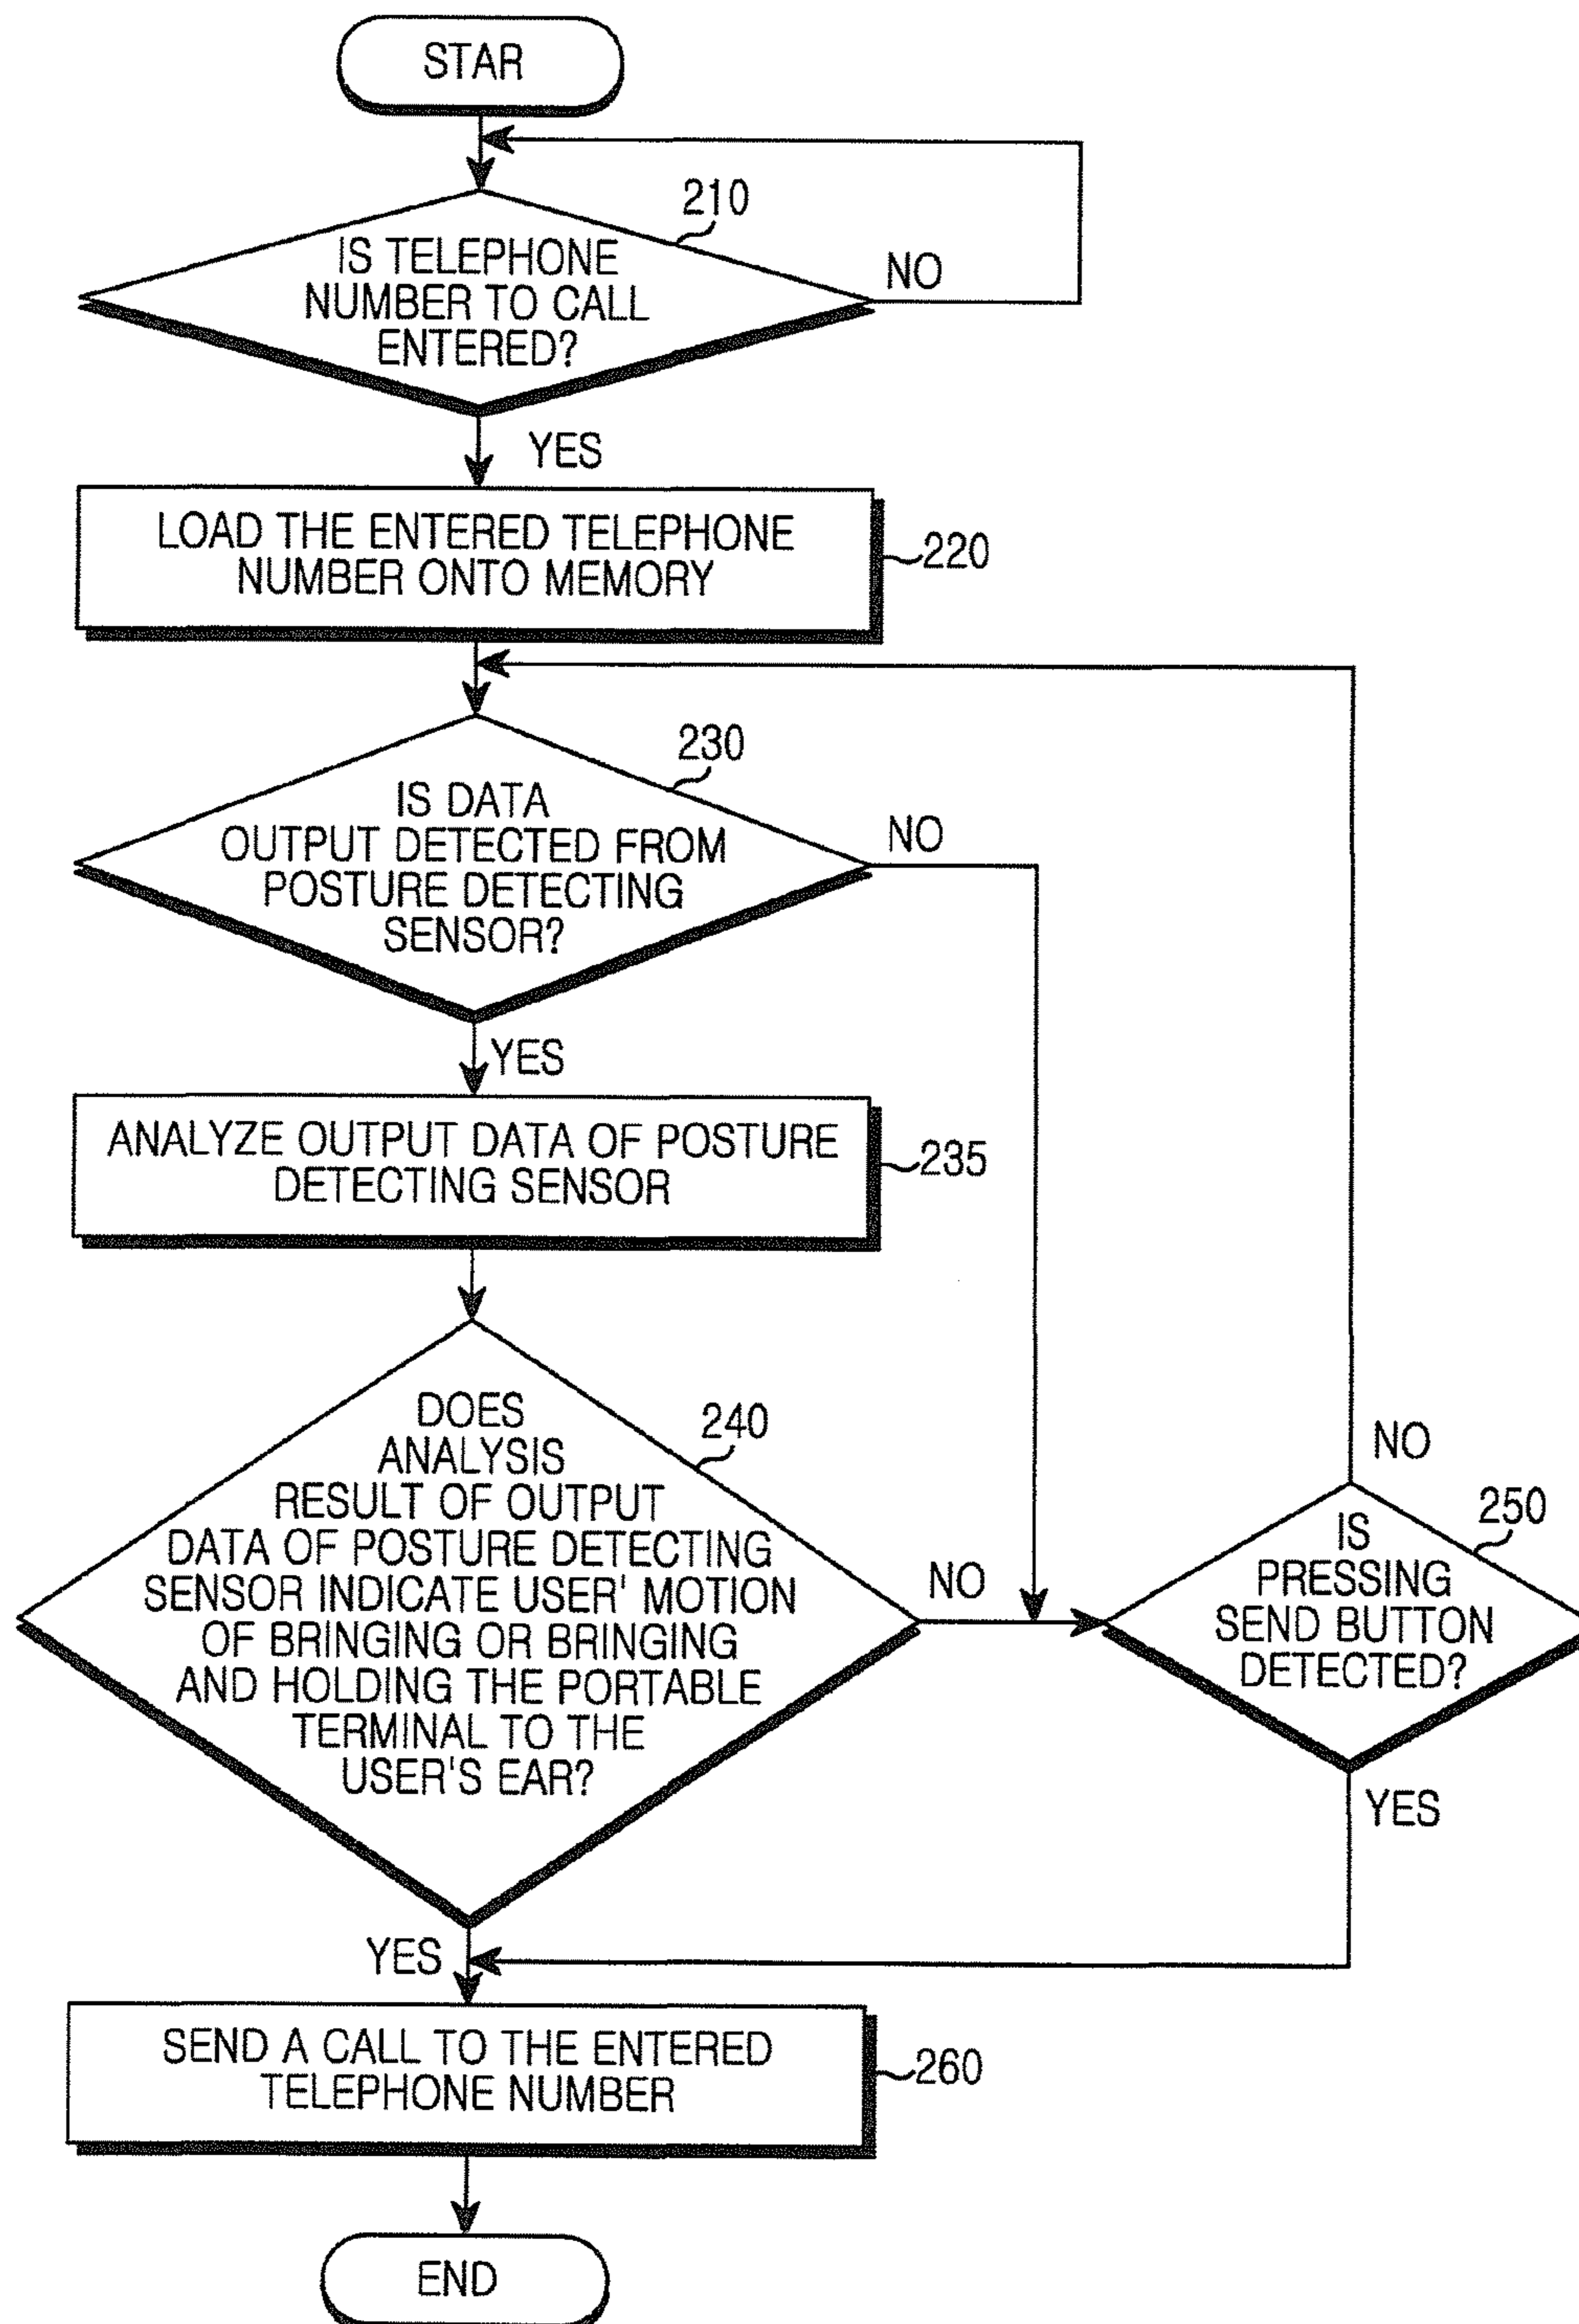 STAR
210
IS TELEPHONE
NUMBER TO CALL
ENTERED?
NO
YES
LOAD THE ENTERED TELEPHONE
NUMBER ONTO MEMORY
220
230
IS DATA
OUTPUT DETECTED FROM
POSTURE DETECTING
SENSOR?
NO
YES
ANALYZE OUTPUT DATA OF POSTURE
DETECTING SENSOR
235
240
DOES
ANALYSIS
RESULT OF OUTPUT
DATA OF POSTURE DETECTING
SENSOR INDICATE USER' MOTION
OF BRINGING OR BRINGING
AND HOLDING THE PORTABLE
TERMINAL TO THE
USER'S EAR?
NO
NO
250
IS
PRESSING
SEND BUTTON
DETECTED?
YES
YES
SEND A CALL TO THE ENTERED
TELEPHONE NUMBER
260
END